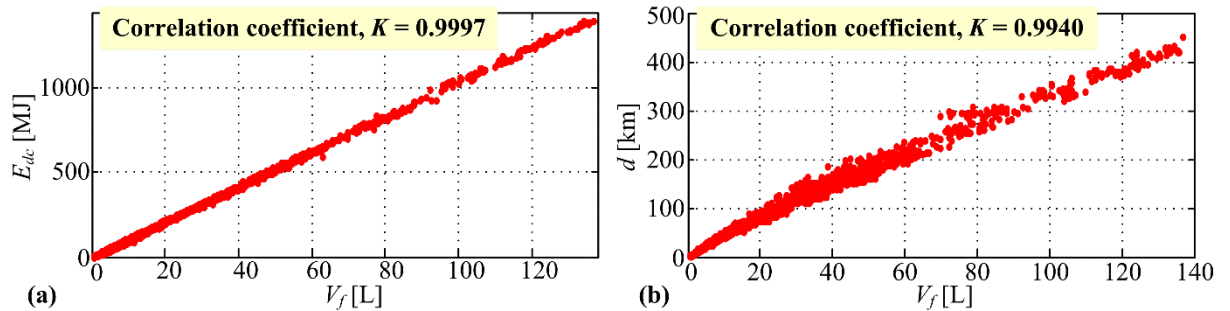 Correlation coefficient, K = 0.9997
E_dc [MJ]
1000
500
0
0 20 40 60 80 100 120
V_f [L]
(a)
Correlation coefficient, K = 0.9940
d [km]
500
400
300
200
100
0
0 20 40 60 80 100 120 140
V_f [L]
(b)